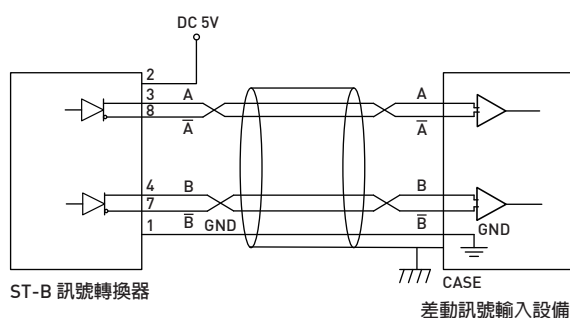 DC 5V
2
3 A A
8 A̅ A̅
4 B B
7 B̅ B̅
1 GND GND
CASE
ST-B 訊號轉換器
差動訊號輸入設備